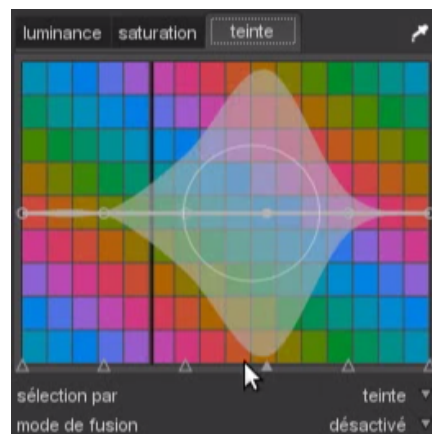 luminance saturation teinte
sélection par teinte
mode de fusion désactivé